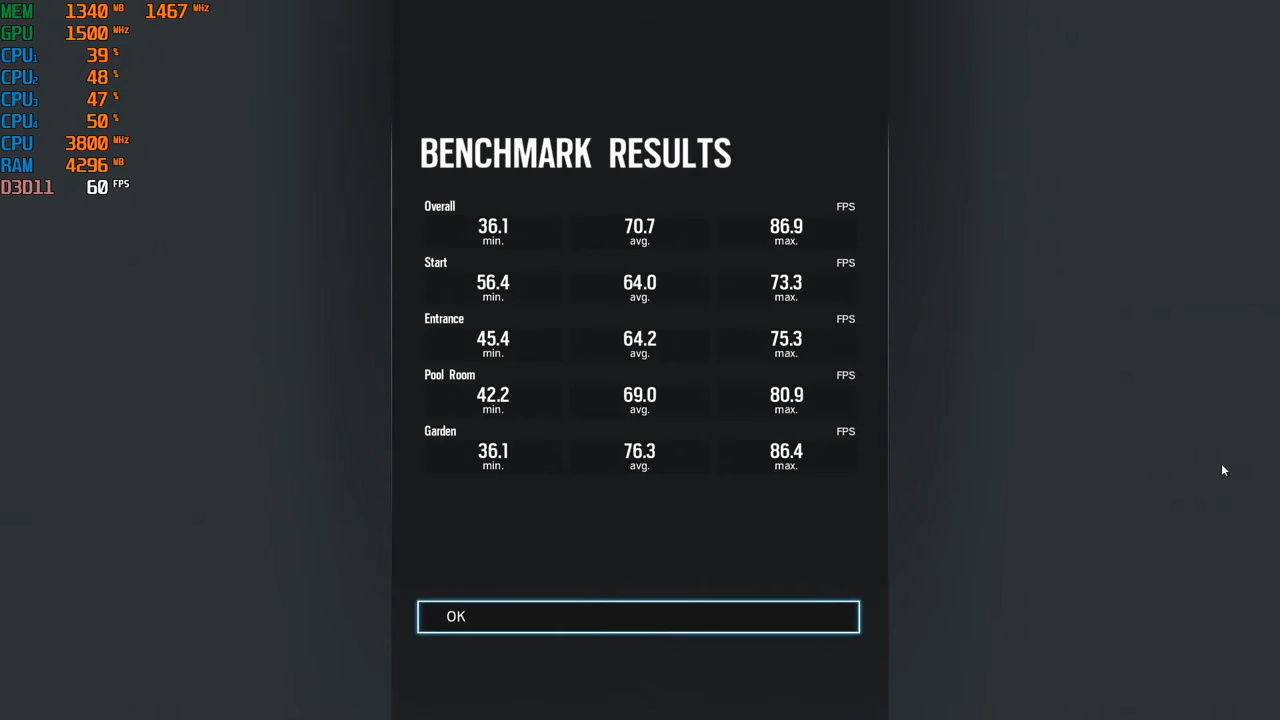 MEM 1340 MB 1467 MHz
GPU 1500 MHz
CPU1 39 %
CPU2 48 %
CPU3 47 %
CPU4 50 %
CPU 3800 MHz
RAM 4296 MB
D3D11 60 FPS
BENCHMARK RESULTS
Overall FPS
36.1 70.7 86.9
min. avg. max.
Start FPS
56.4 64.0 73.3
min. avg. max.
Entrance FPS
45.4 64.2 75.3
min. avg. max.
Pool Room FPS
42.2 69.0 80.9
min. avg. max.
Garden FPS
36.1 76.3 86.4
min. avg. max.
OK